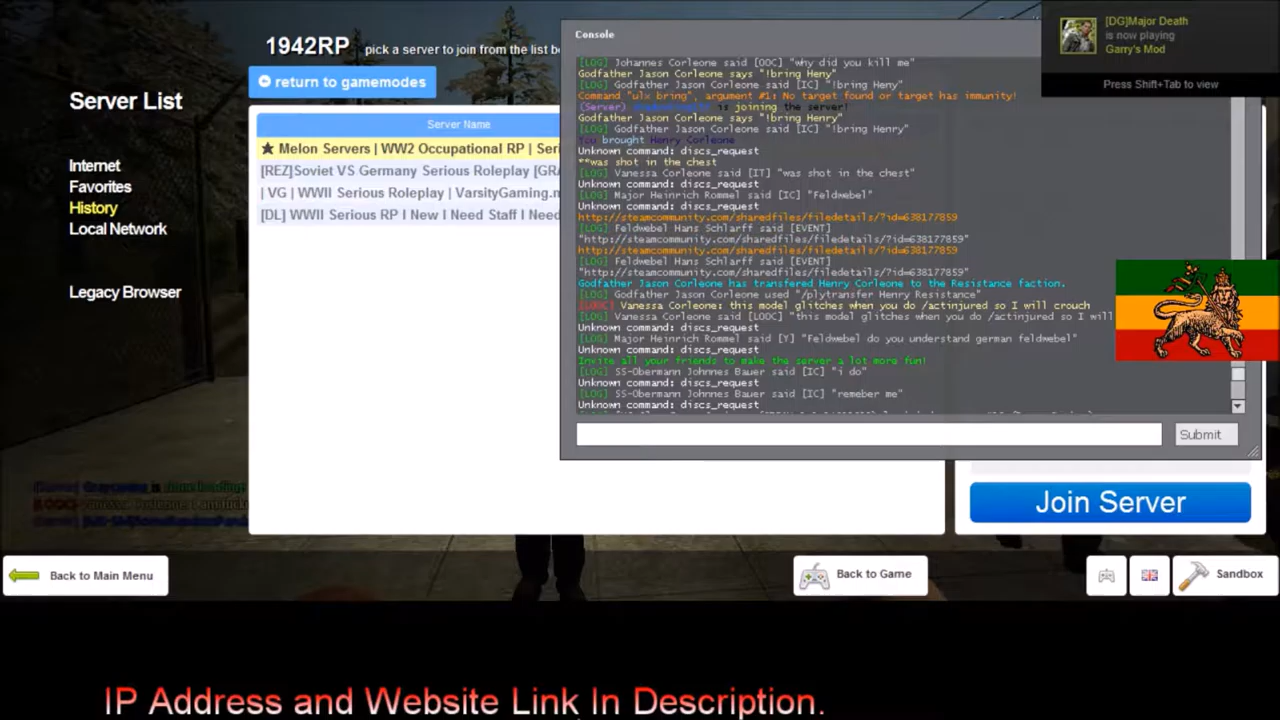 1942RP pick a server to join from the list be
return to gamemodes
Server List
Internet
Favorites
History
Local Network
Legacy Browser
Server Name
Melon Servers | WW2 Occupational RP | Seri
[REZ]Soviet VS Germany Serious Roleplay [GRA
| VG | WWII Serious Roleplay | VarsityGaming.n
[DL] WWII Serious RP I New I Need Staff I Need
Console
[LOG] Johannes Corleone said [OOC] "why did you kill me"
Godfather Jason Corleone says "!bring Heny"
[LOG] Godfather Jason Corleone said [IC] "!bring Heny"
Command "ulx bring", argument #1: No target found or target has immunity!
(Server) is joining the server!
Godfather Jason Corleone says "!bring Henry"
[LOG] Godfather Jason Corleone said [IC] "!bring Henry"
You brought Henry Corleone
Unknown command: discs_request
**was shot in the chest
[LOG] Vanessa Corleone said [IT] "was shot in the chest"
Unknown command: discs_request
[LOG] Major Heinrich Rommel said [IC] "Feldwebel"
Unknown command: discs_request
http://steamcommunity.com/sharedfiles/filedetails/?id=638177859
[LOG] Feldwebel Hans Schlarff said [EVENT]
"http://steamcommunity.com/sharedfiles/filedetails/?id=638177859"
http://steamcommunity.com/sharedfiles/filedetails/?id=638177859
[LOG] Feldwebel Hans Schlarff said [EVENT]
"http://steamcommunity.com/sharedfiles/filedetails/?id=638177859"
Godfather Jason Corleone has transfered Henry Corleone to the Resistance faction.
[LOG] Godfather Jason Corleone used "/plytransfer Henry Resistance"
[LOOC] Vanessa Corleone: this model glitches when you do /actinjured so I will crouch
[LOG] Vanessa Corleone said [LOOC] "this model glitches when you do /actinjured so I will
Unknown command: discs_request
[LOG] Major Heinrich Rommel said [Y] "Feldwebel do you understand german feldwebel"
Unknown command: discs_request
Invite all your friends to make the server a lot more fun!
[LOG] SS-Obermann Johnnes Bauer said [IC] "i do"
Unknown command: discs_request
[LOG] SS-Obermann Johnnes Bauer said [IC] "remeber me"
Unknown command: discs_request
Submit
[DG]Major Death
is now playing
Garry's Mod
Press Shift+Tab to view
Join Server
Back to Main Menu
Back to Game
Sandbox
IP Address and Website Link In Description.